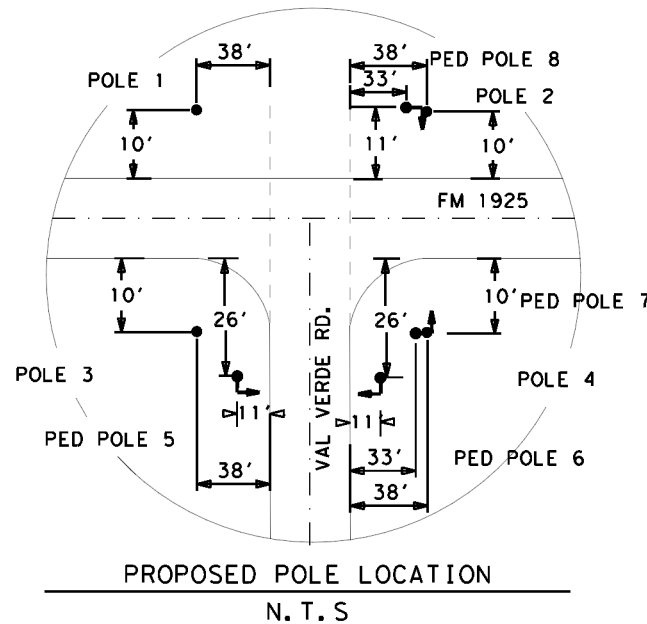 38'
38'
PED POLE 8
POLE 1
33'
POLE 2
10'
11'
10'
FM 1925
10'
26'
VAL VERDE RD.
26'
10'
PED POLE 7
POLE 3
POLE 4
11'
11'
PED POLE 5
38'
33'
PED POLE 6
38'
PROPOSED POLE LOCATION
N.T.S